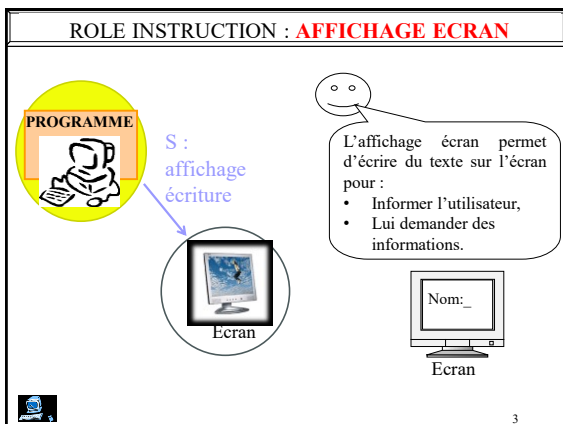 ROLE INSTRUCTION : AFFICHAGE ECRAN
PROGRAMME
S :
affichage
écriture
Ecran
L’affichage écran permet
d’écrire du texte sur l’écran
pour :
• Informer l’utilisateur,
• Lui demander des
informations.
Nom:_
Ecran
3